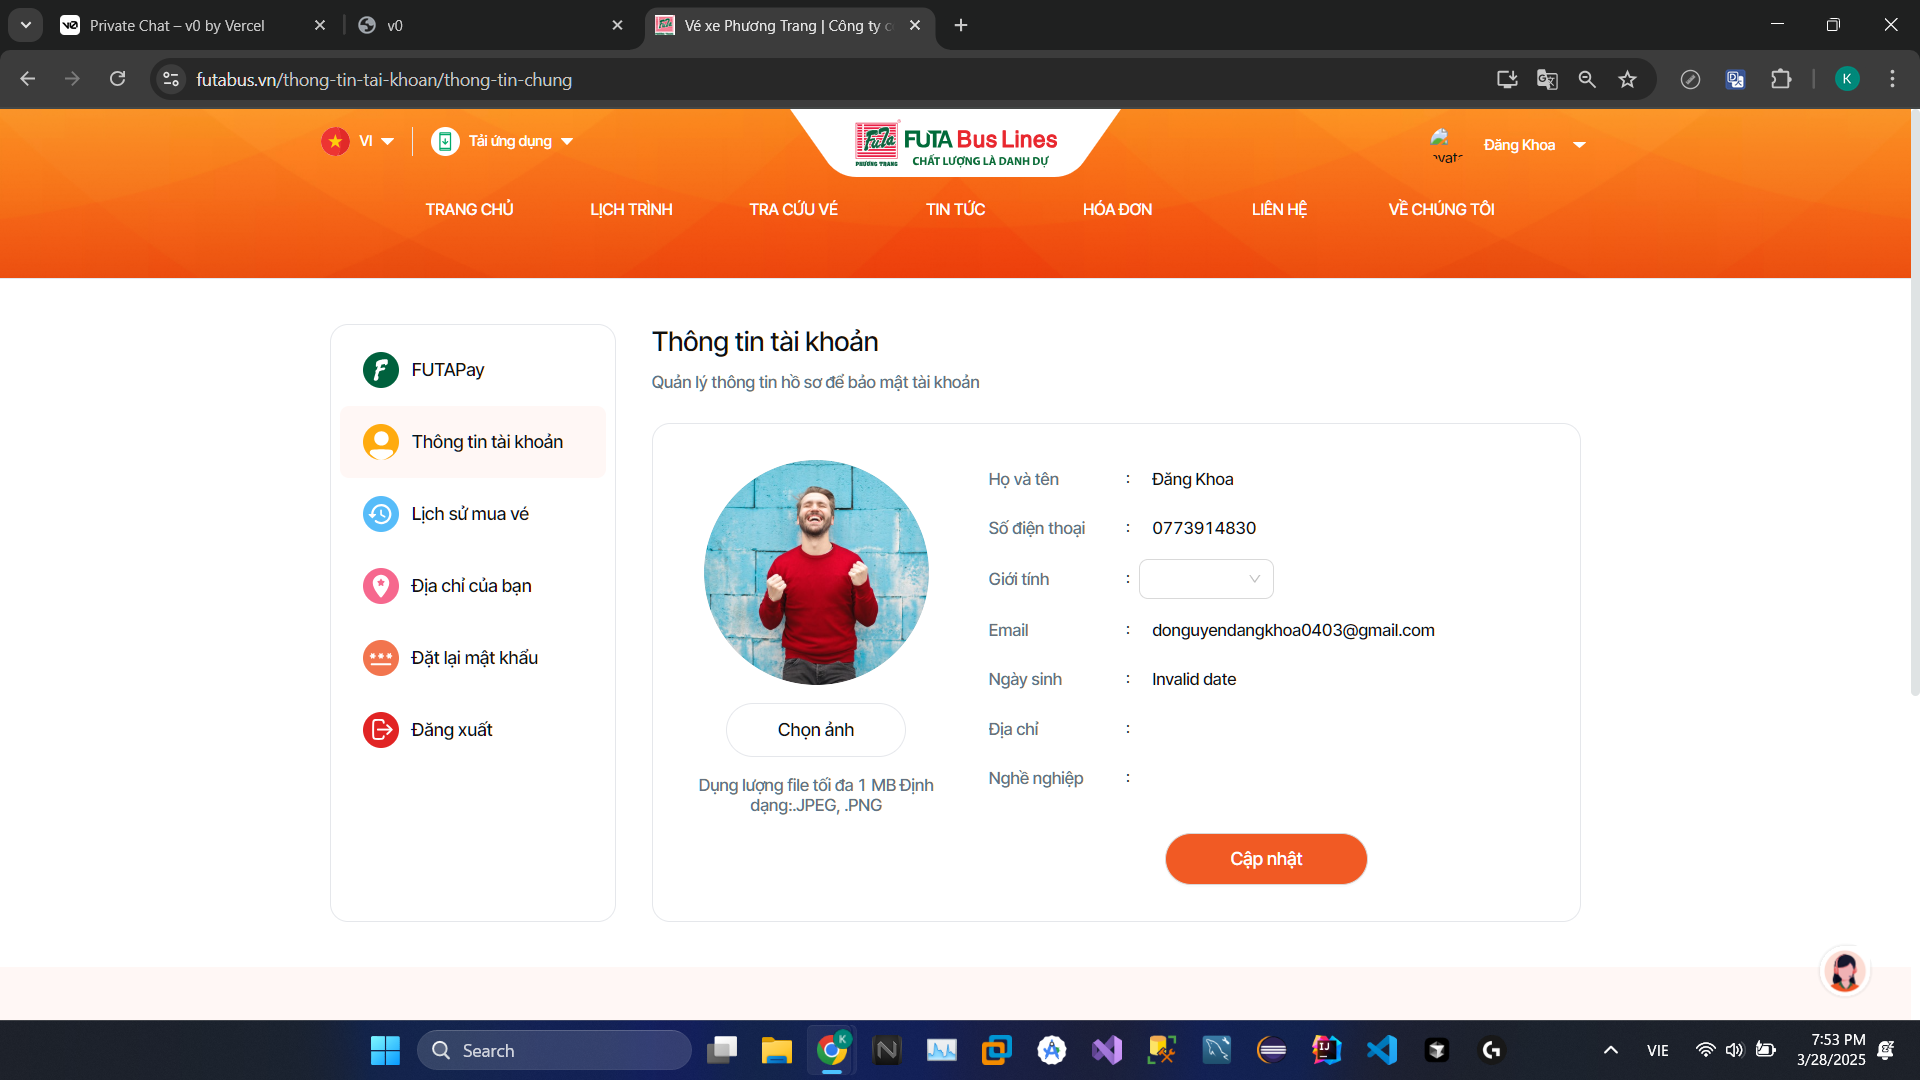 Private Chat – v0 by Vercel
v0
Vé xe Phương Trang | Công ty c
futabus.vn/thong-tin-tai-khoan/thong-tin-chung
K
VI
Tải ứng dụng
FUTA Bus Lines
PHƯƠNG TRANG
CHẤT LƯỢNG LÀ DANH DỰ
Đăng Khoa
TRANG CHỦ
LỊCH TRÌNH
TRA CỨU VÉ
TIN TỨC
HÓA ĐƠN
LIÊN HỆ
VỀ CHÚNG TÔI
FUTAPay
Thông tin tài khoản
Lịch sử mua vé
Địa chỉ của bạn
Đặt lại mật khẩu
Đăng xuất
Thông tin tài khoản
Quản lý thông tin hồ sơ để bảo mật tài khoản
Chọn ảnh
Dụng lượng file tối đa 1 MB Định
dạng:.JPEG, .PNG
Họ và tên : Đăng Khoa
Số điện thoại : 0773914830
Giới tính :
Email : donguyendangkhoa0403@gmail.com
Ngày sinh : Invalid date
Địa chỉ :
Nghề nghiệp :
Cập nhật
Search
VIE
7:53 PM
3/28/2025